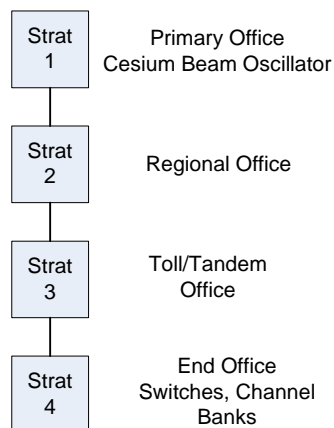 Strat
1
Primary Office
Cesium Beam Oscillator
Strat
2
Regional Office
Strat
3
Toll/Tandem
Office
Strat
4
End Office
Switches, Channel
Banks